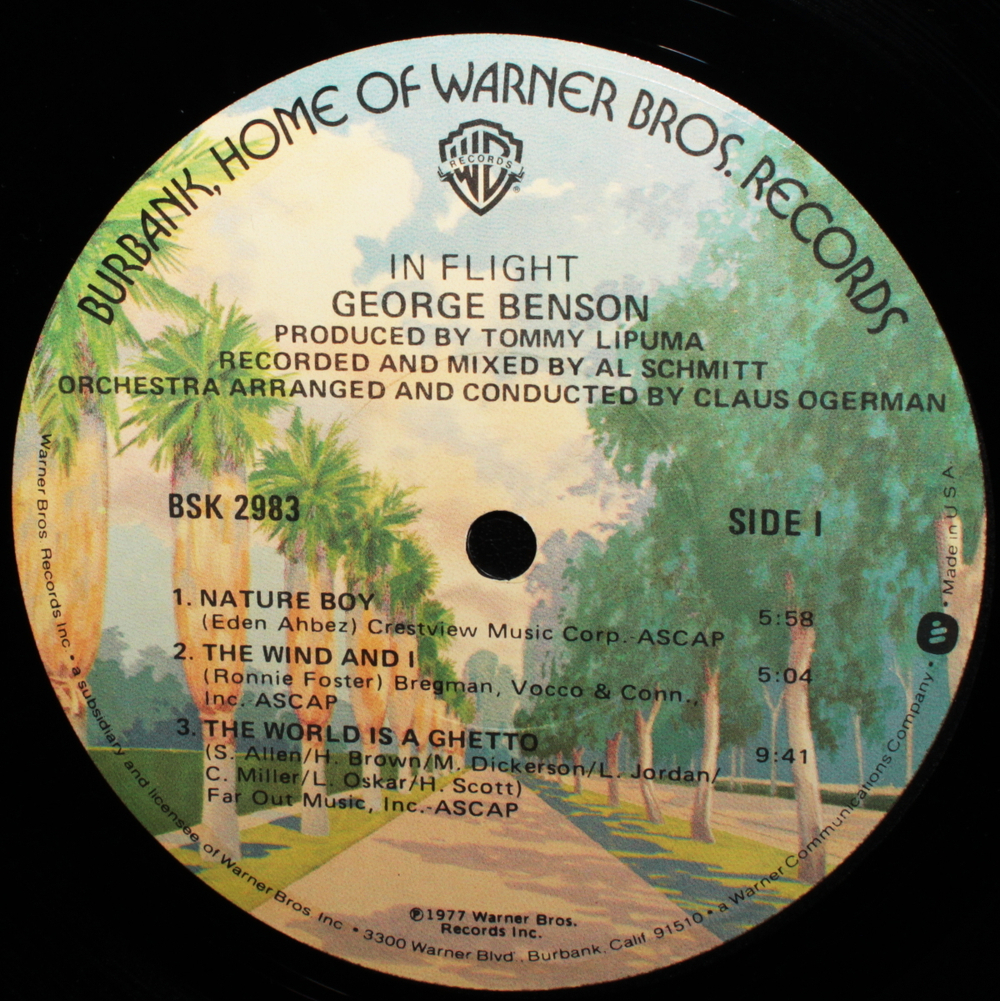 BURBANK, HOME OF WARNER BROS. RECORDS
RECORDS
IN FLIGHT
GEORGE BENSON
PRODUCED BY TOMMY LIPUMA
RECORDED AND MIXED BY AL SCHMITT
ORCHESTRA ARRANGED AND CONDUCTED BY CLAUS OGERMAN
BSK 2983
SIDE I
1. NATURE BOY 5:58
(Eden Ahbez) Crestview Music Corp.-ASCAP
2. THE WIND AND I 5:04
(Ronnie Foster) Bregman, Vocco & Conn.,
Inc.-ASCAP
3. THE WORLD IS A GHETTO 9:41
(S. Allen/H. Brown/M. Dickerson/L. Jordan/
C. Miller/L. Oskar/H. Scott)
Far Out Music, Inc.-ASCAP
℗1977 Warner Bros.
Records Inc.
Warner Bros. Records Inc. • a subsidiary and licensee of Warner Bros. Inc. • 3300 Warner Blvd., Burbank, Calif. 91510 • a Warner Communications Company • Made in U S A